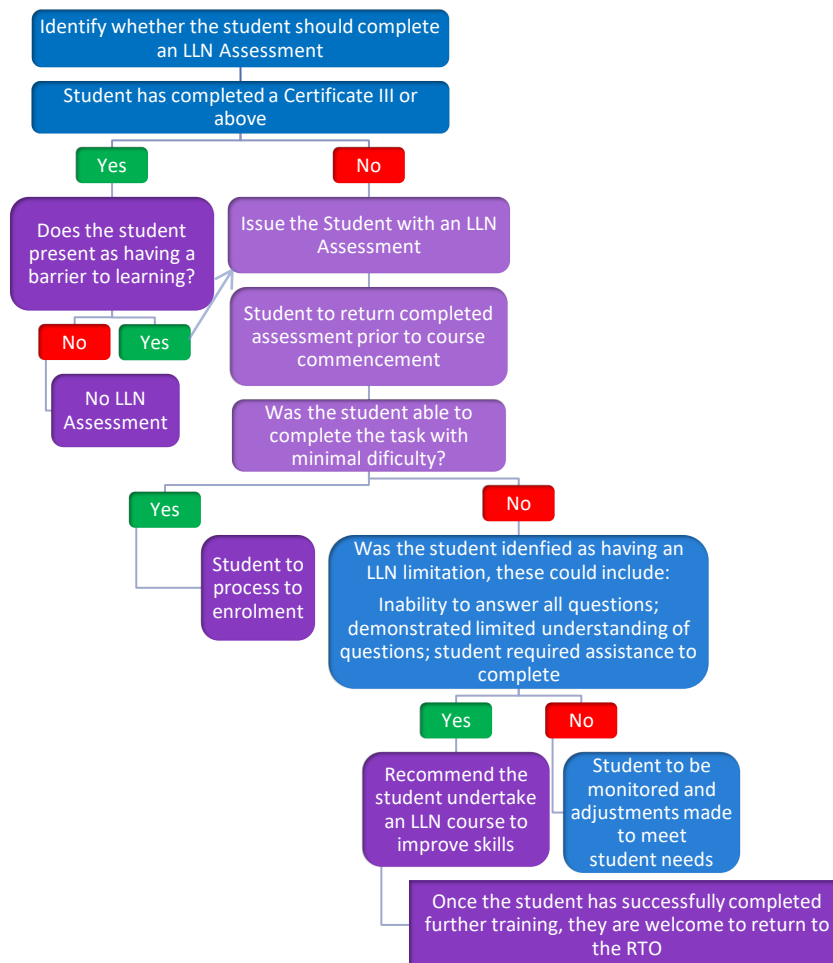 Identify whether the student should complete
an LLN Assessment
Student has completed a Certificate III or
above
Yes
No
Does the student
present as having a
barrier to learning?
Issue the Student with an LLN
Assessment
Student to return completed
assessment prior to course
commencement
No
Yes
No LLN
Assessment
Was the student able to
complete the task with
minimal dificulty?
Yes
No
Student to
process to
enrolment
Was the student idenfied as having an
LLN limitation, these could include:
Inability to answer all questions;
demonstrated limited understanding of
questions; student required assistance to
complete
Yes
No
Recommend the
student undertake
an LLN course to
improve skills
Student to be
monitored and
adjustments made
to meet
student needs
Once the student has successfully completed
further training, they are welcome to return to
the RTO